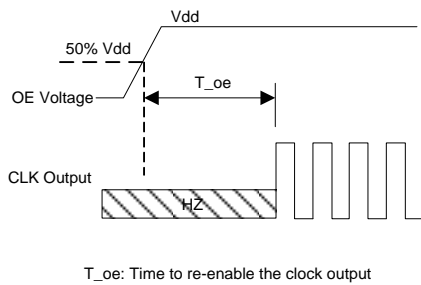 Vdd
50% Vdd
T_oe
OE Voltage
CLK Output
HZ
T_oe: Time to re-enable the clock output